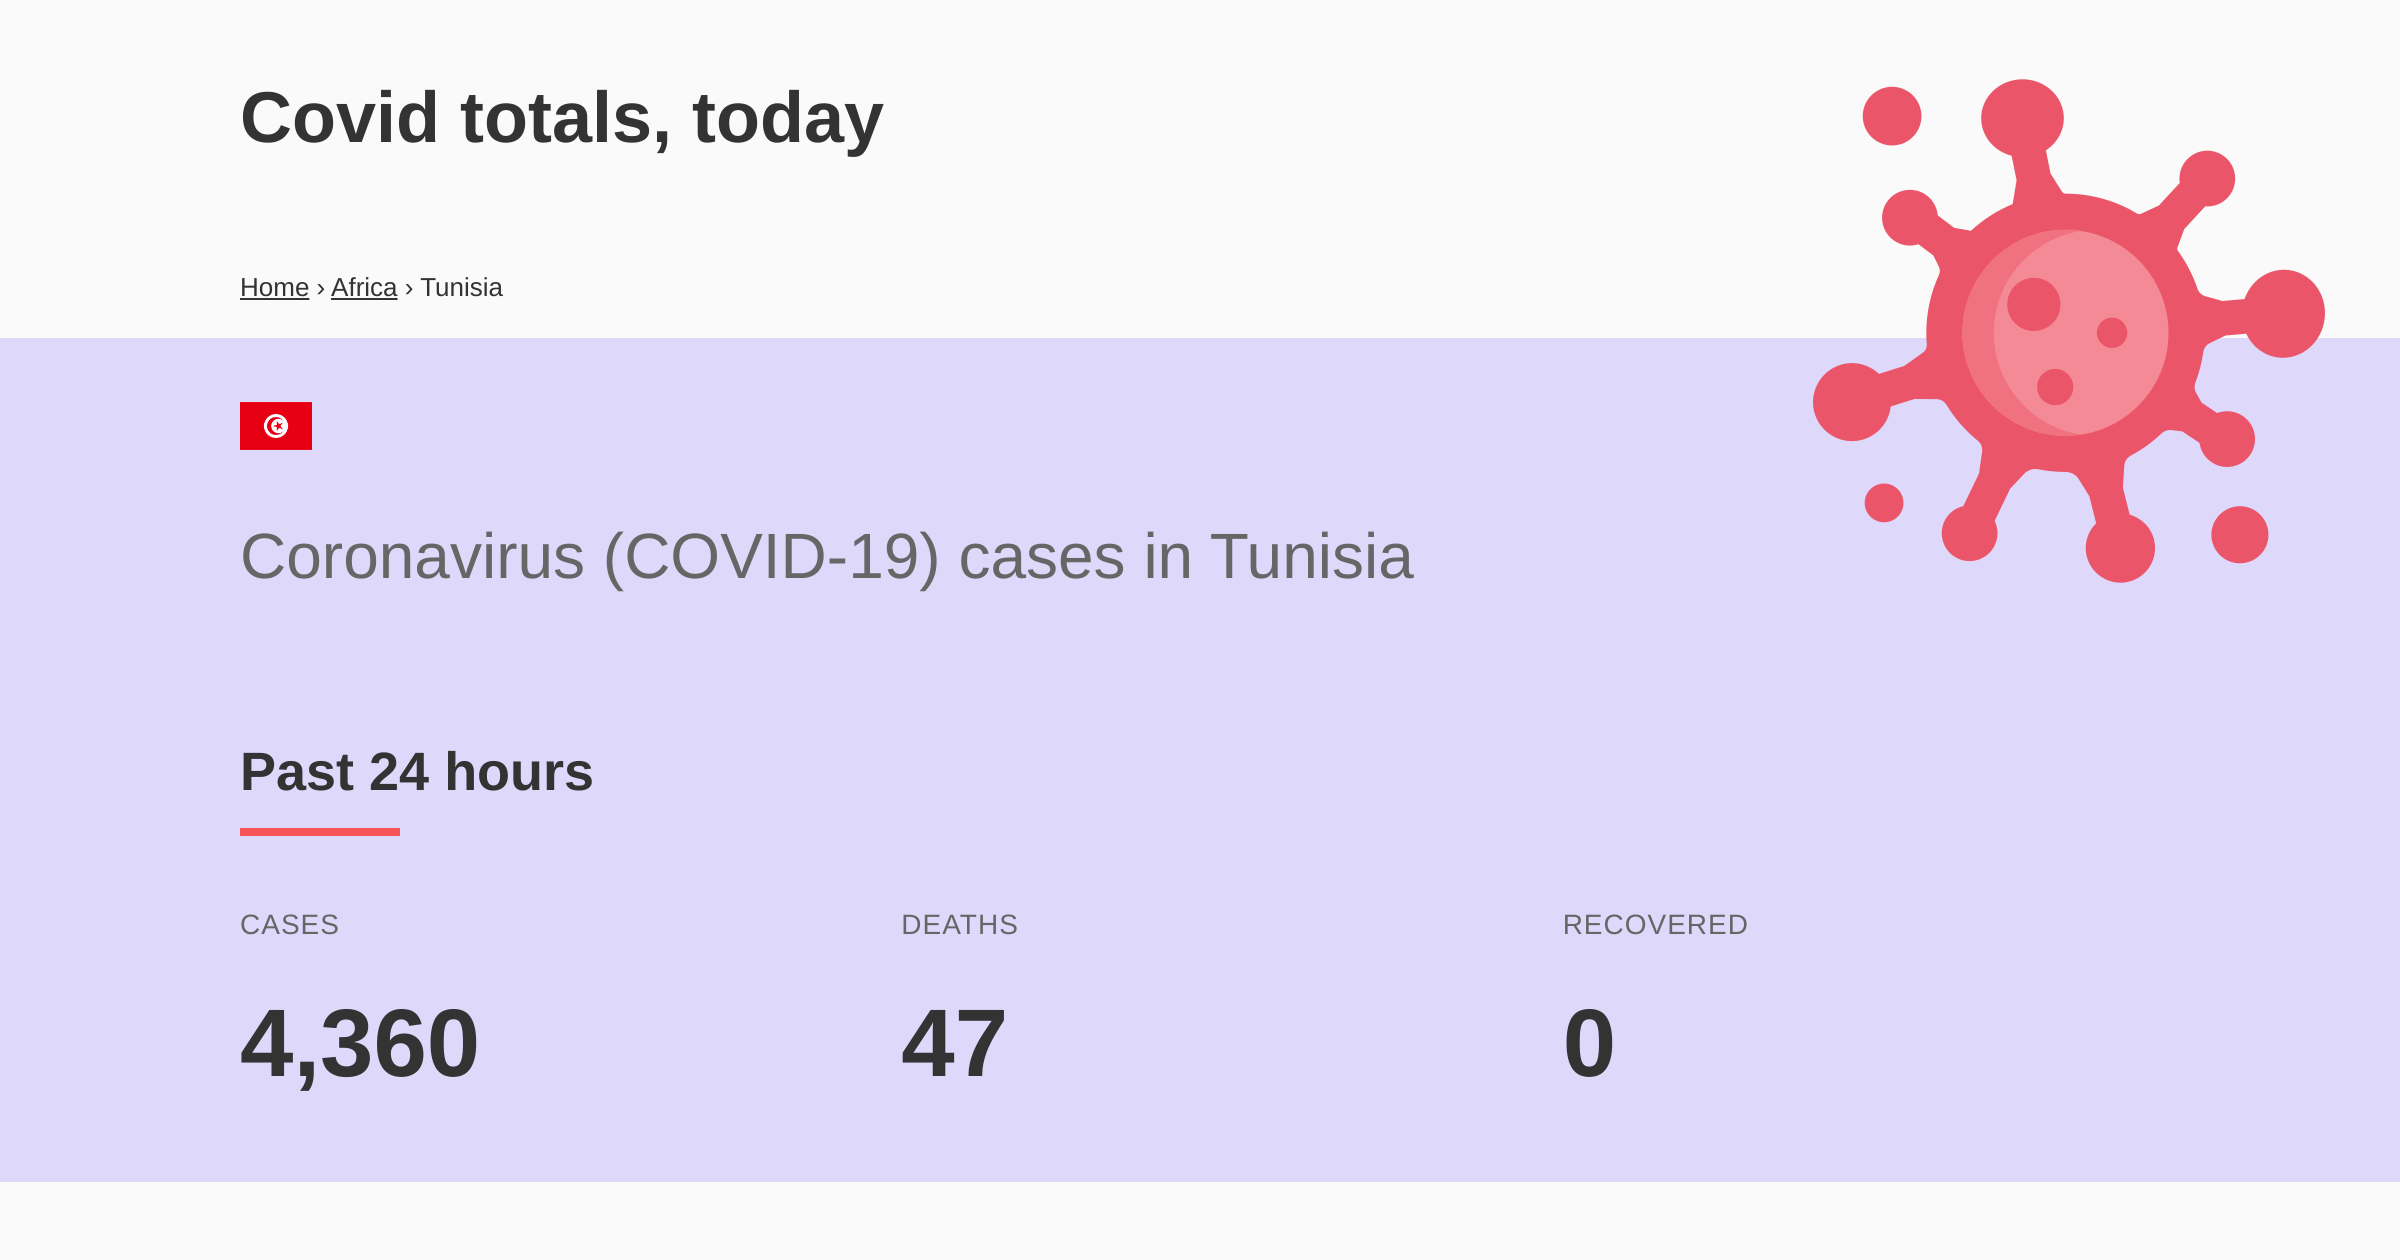 Covid totals, today
Home › Africa › Tunisia
Coronavirus (COVID-19) cases in Tunisia
Past 24 hours
CASES DEATHS RECOVERED
4,360 47 0